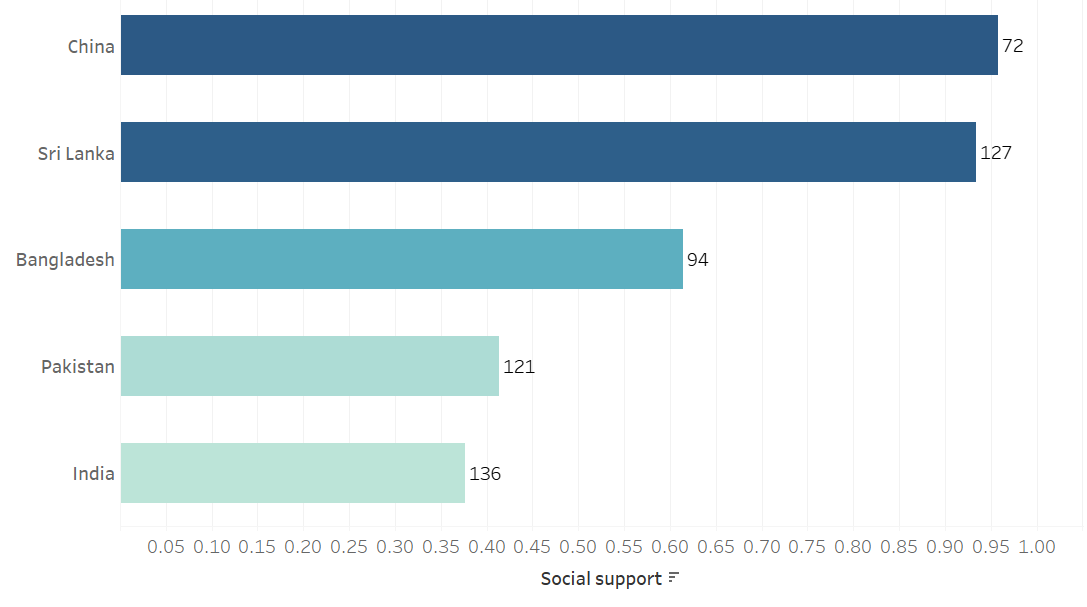 China 72
Sri Lanka 127
Bangladesh 94
Pakistan 121
India 136
0.05 0.10 0.15 0.20 0.25 0.30 0.35 0.40 0.45 0.50 0.55 0.60 0.65 0.70 0.75 0.80 0.85 0.90 0.95 1.00
Social support